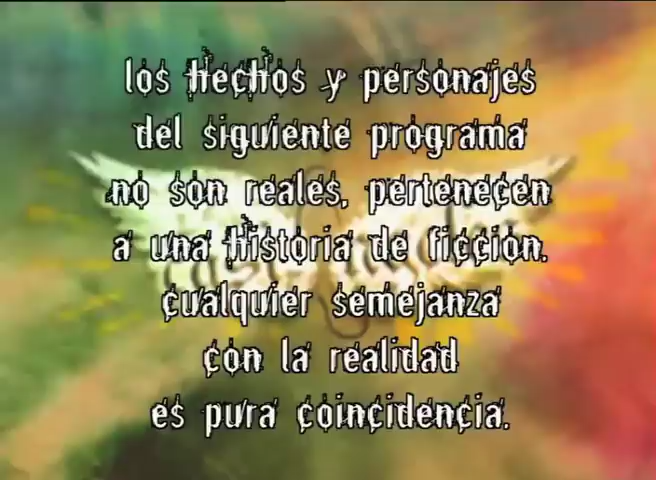 los hechos y personajes
del siguiente programa
no son reales, pertenecen
a una historia de ficción.
cualquier semejanza
con la realidad
es pura coincidencia.